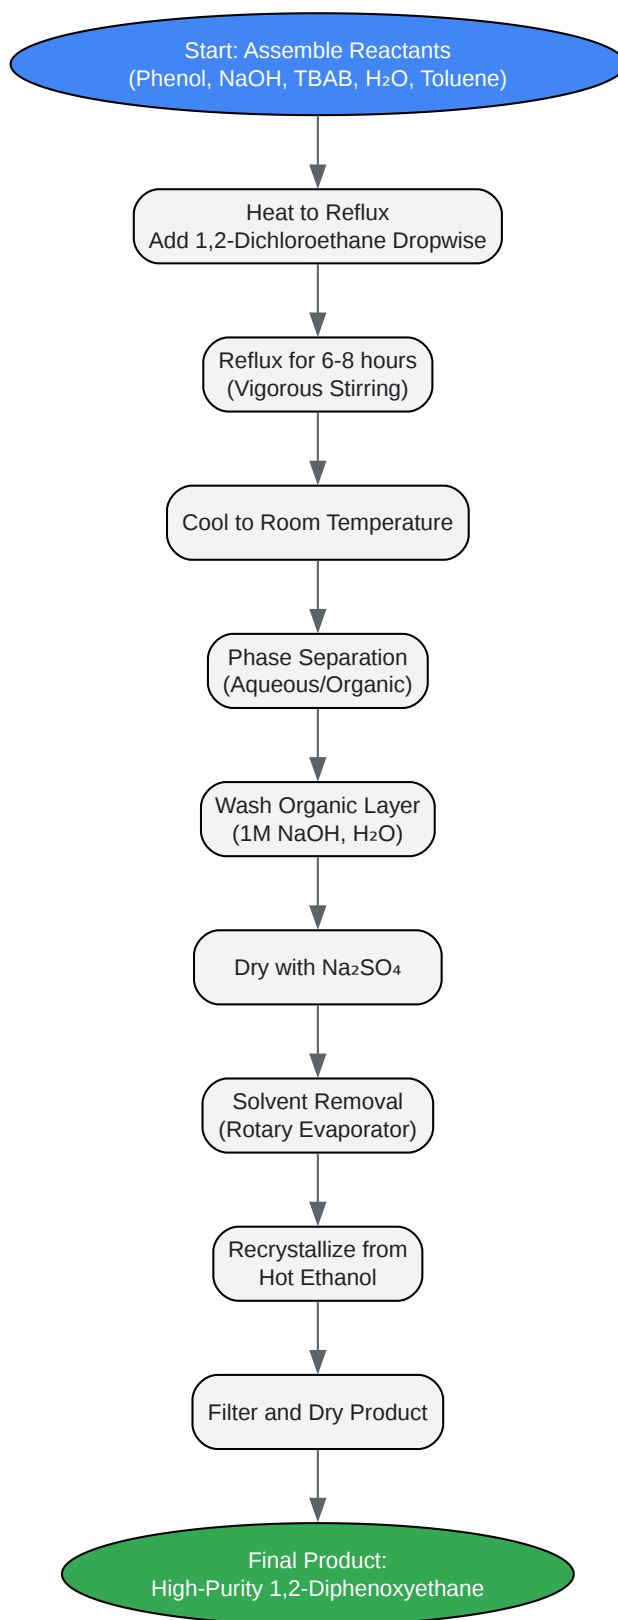 Start: Assemble Reactants
(Phenol, NaOH, TBAB, H₂O, Toluene)
Heat to Reflux
Add 1,2-Dichloroethane Dropwise
Reflux for 6-8 hours
(Vigorous Stirring)
Cool to Room Temperature
Phase Separation
(Aqueous/Organic)
Wash Organic Layer
(1M NaOH, H₂O)
Dry with Na₂SO₄
Solvent Removal
(Rotary Evaporator)
Recrystallize from
Hot Ethanol
Filter and Dry Product
Final Product:
High-Purity 1,2-Diphenoxyethane